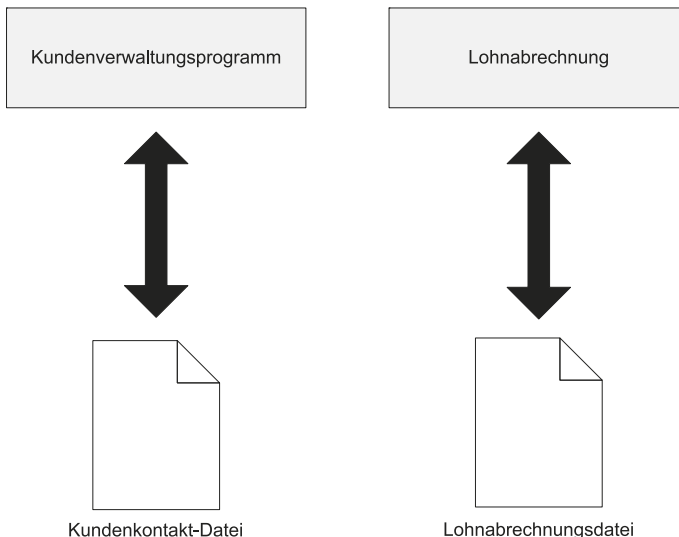 Kundenverwaltungsprogramm
Lohnabrechnung
Kundenkontakt-Datei
Lohnabrechnungsdatei